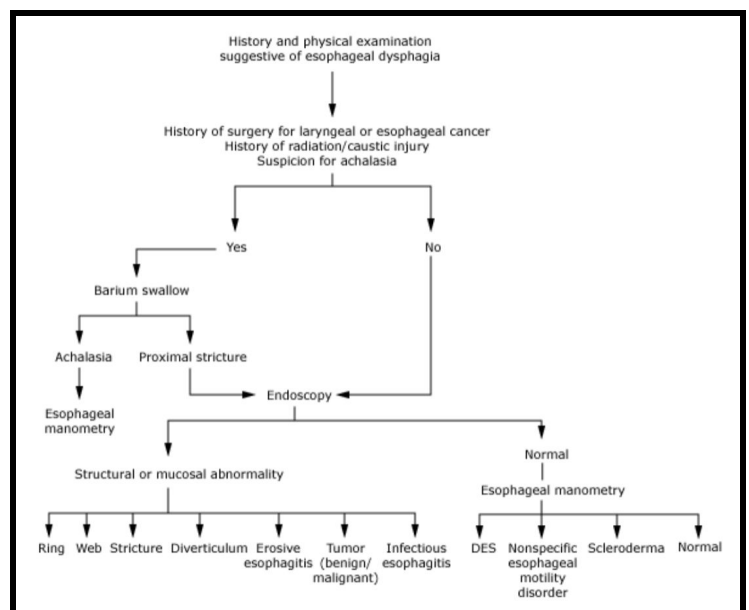 History and physical examination
suggestive of esophageal dysphagia
History of surgery for laryngeal or esophageal cancer
History of radiation/caustic injury
Suspicion for achalasia
Yes
No
Barium swallow
Achalasia
Proximal stricture
Endoscopy
Esophageal
manometry
Normal
Structural or mucosal abnormality
Esophageal manometry
Ring
Web
Stricture
Diverticulum
Erosive
esophagitis
Tumor
(benign/
malignant)
Infectious
esophagitis
DES
Nonspecific
esophageal
motility
disorder
Scleroderma
Normal